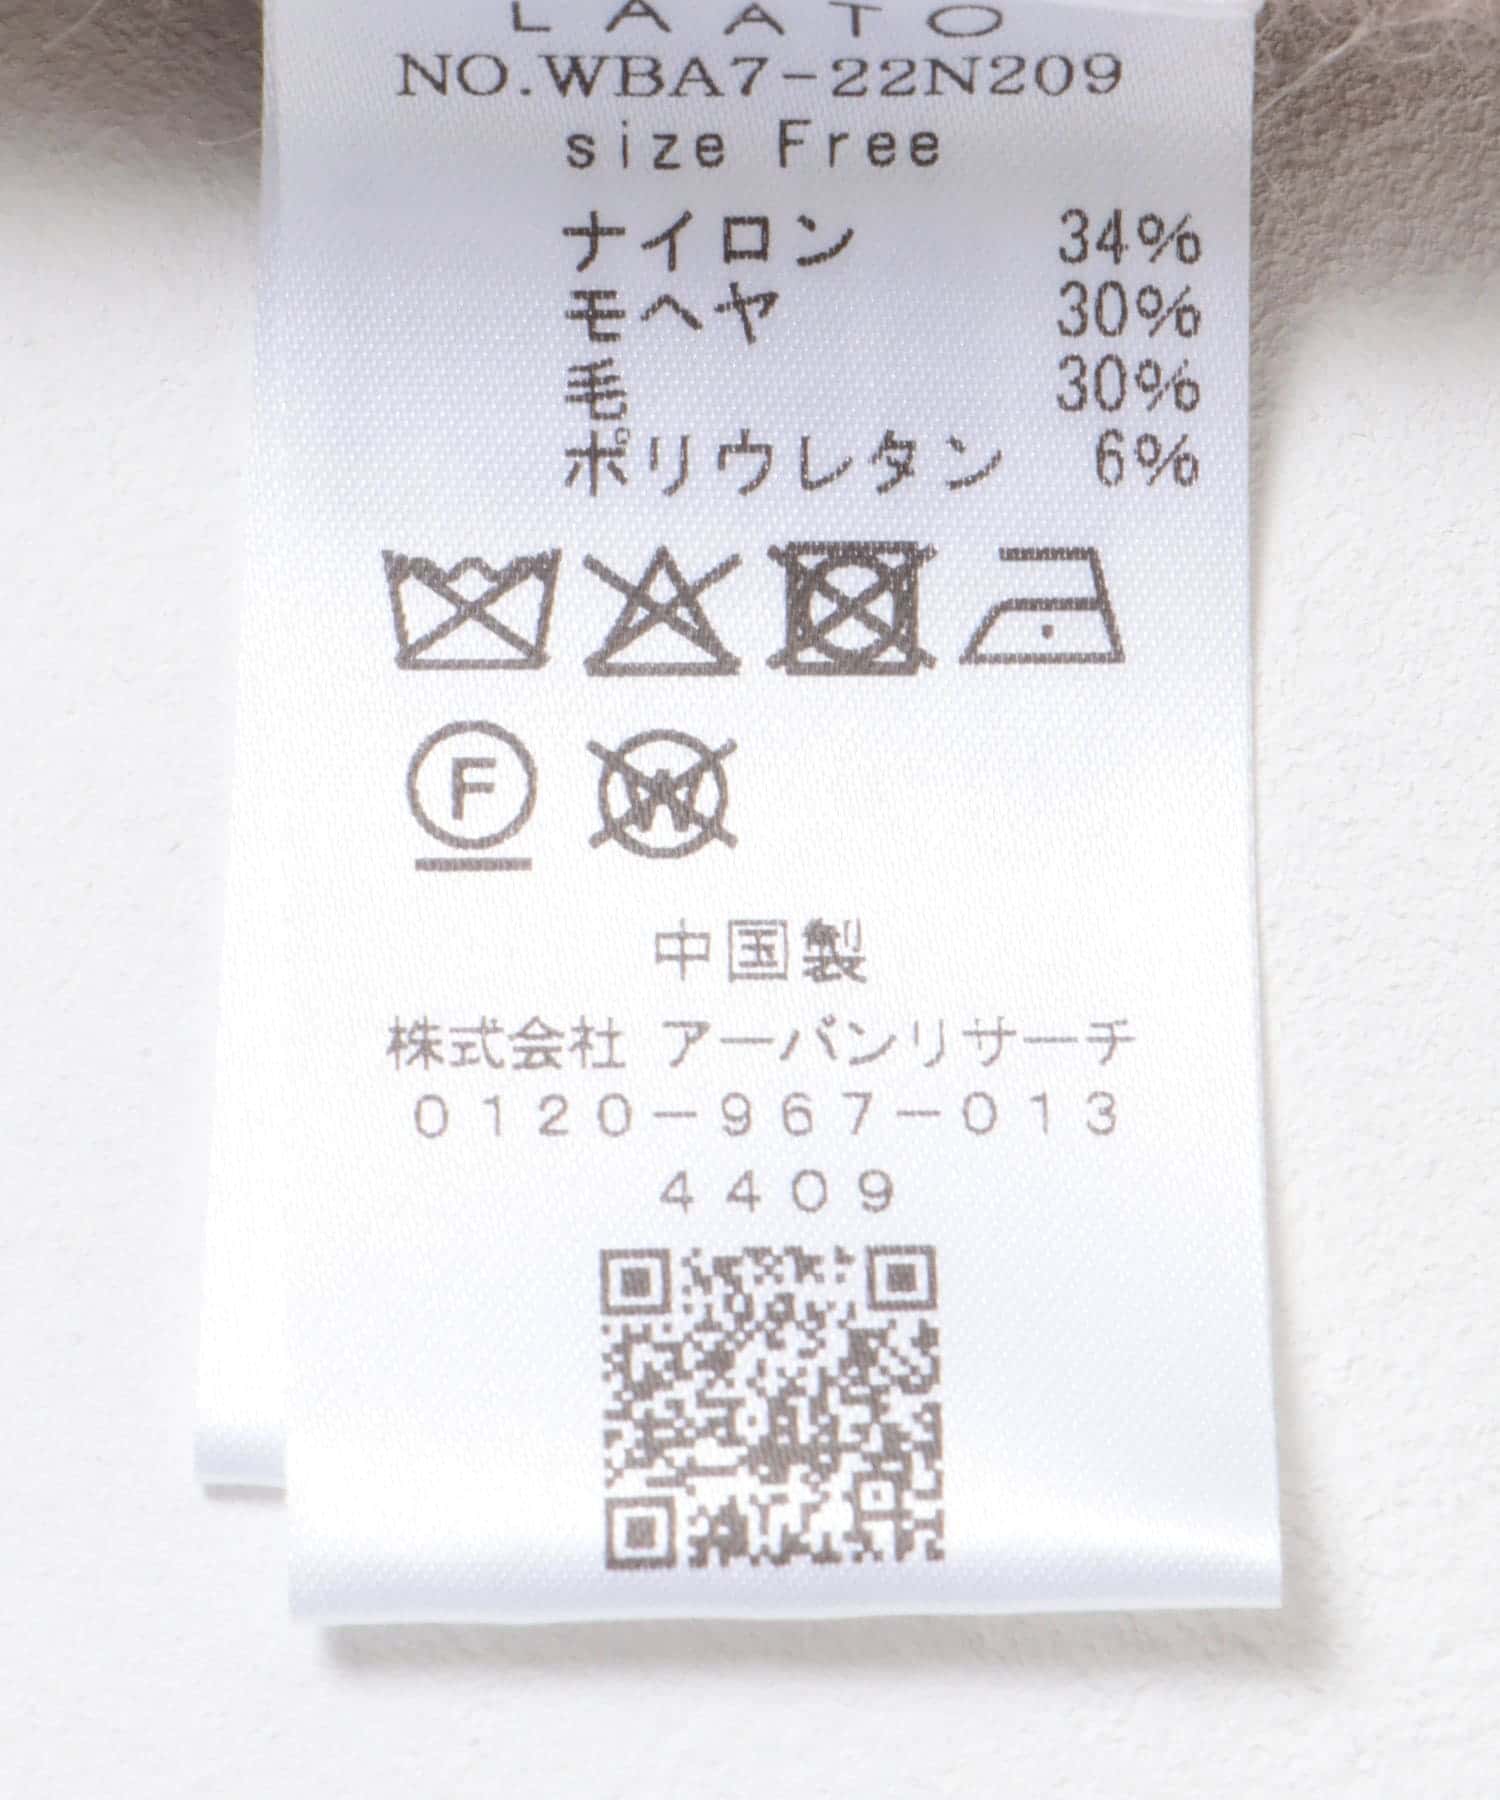 LAATO
NO.WBA7-22N209
size Free
ナイロン 34%
モヘヤ 30%
毛 30%
ポリウレタン 6%
F
W
中国製
株式会社 アーバンリサーチ
0120-967-013
4409